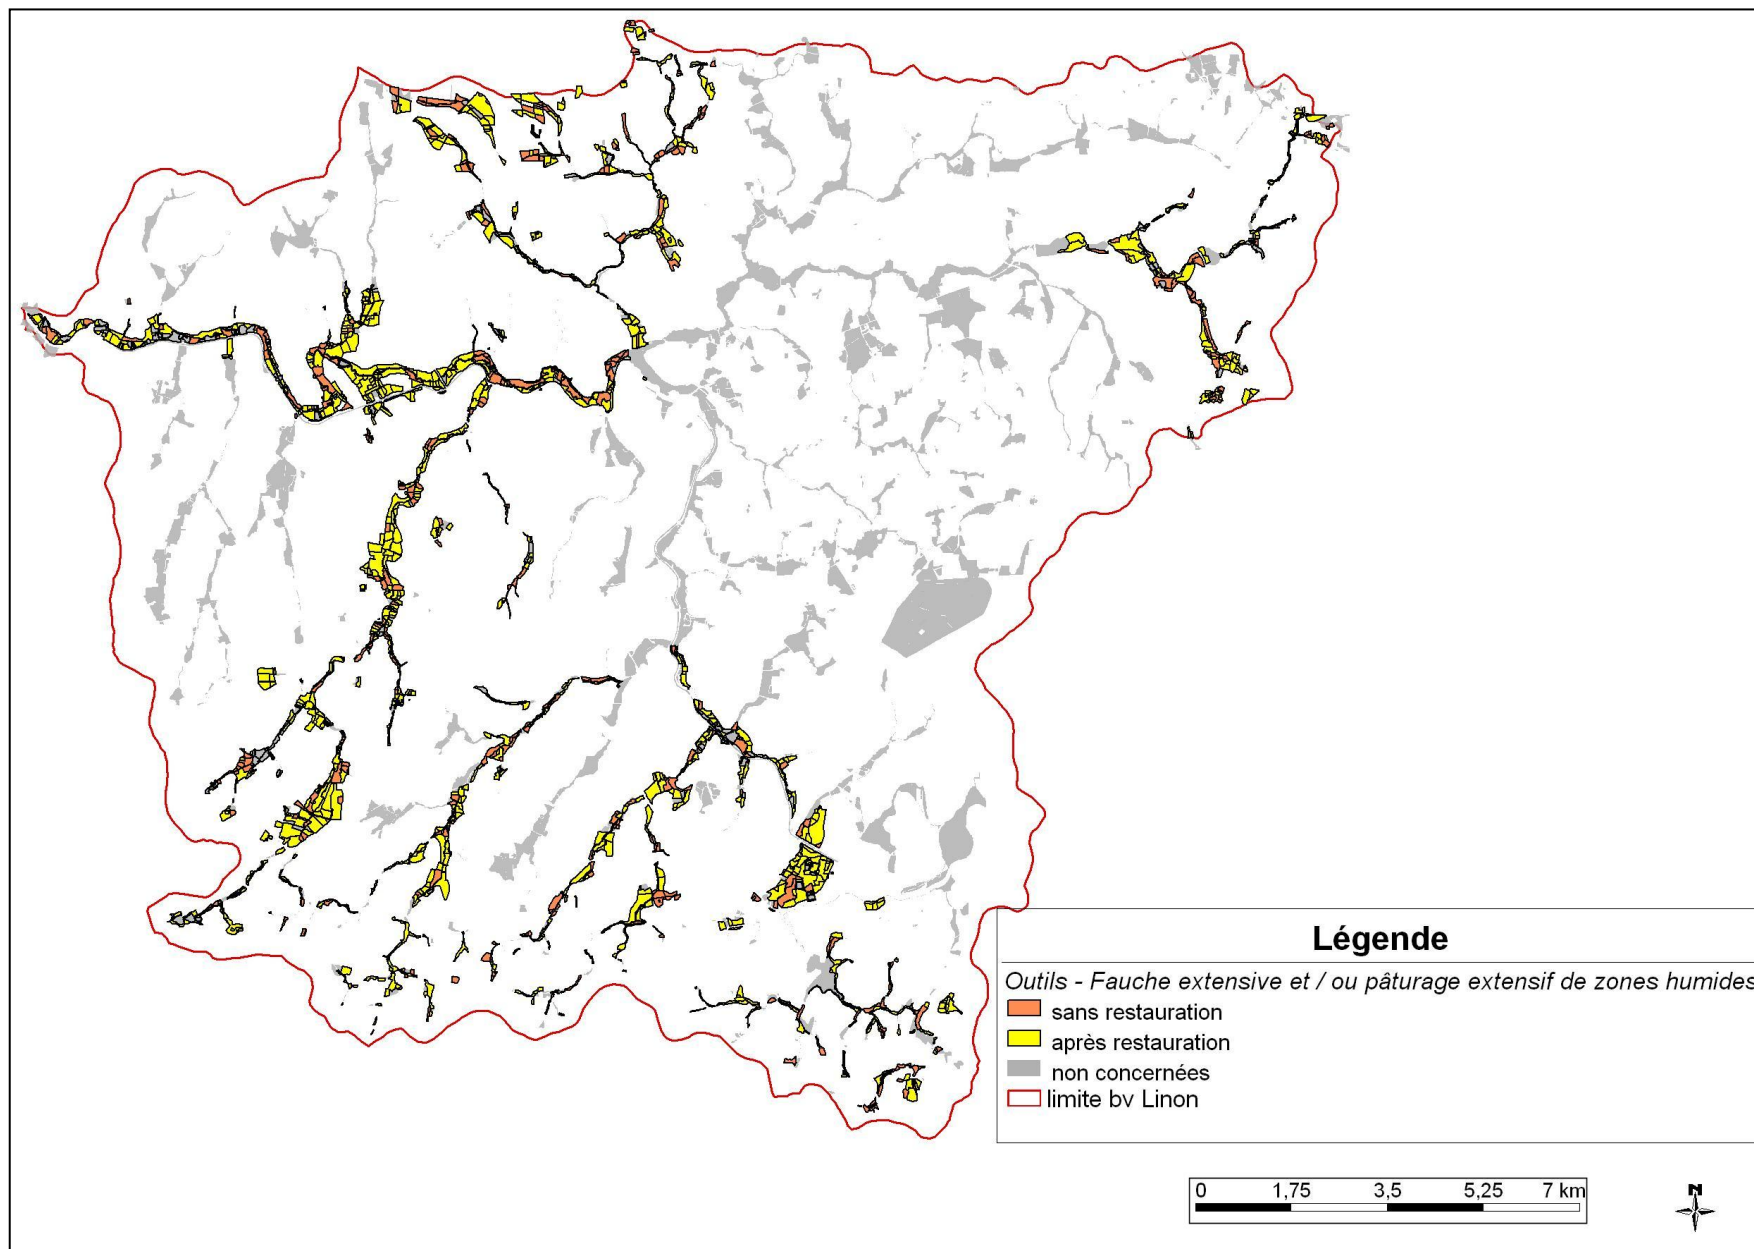 Légende
Outils - Fauche extensive et / ou pâturage extensif de zones humides
sans restauration
après restauration
non concernées
limite bv Linon
0 1,75 3,5 5,25 7 km
N